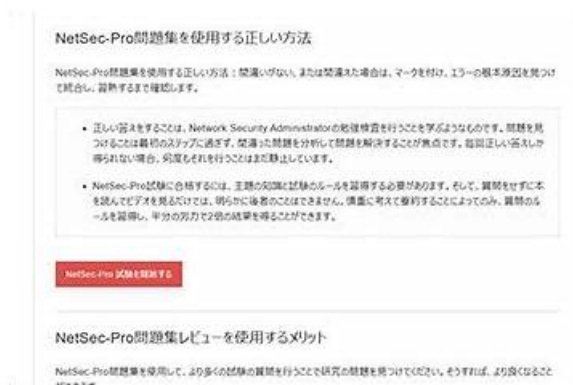 NetSec-Pro問題集を使用する正しい方法
NetSec-Pro問題集を使用する正しい方法：間違いがない、または間違えた場合は、マークを付け、エラーの根本原因を見つけ
て統合し、習熟するまで確認します。
正しい答えをすることは、Network Security Administratorの勉強検査を行うことを学ぶようなものです。問題を見
つけることは最初のステップに過ぎず、間違った問題を分析して問題を解決することが焦点です。毎回正しい答えしか
得られない場合、何度もそれを行うことはまだ静止しています。
NetSec-Pro試験に合格するには、主題の知識と試験のルールを習得する必要があります。そして、質問をせずに本
を読んでビデオを見るだけでは、明らかに後者のことはできません。慎重に考えて要約することによってのみ、質問のル
ールを習得し、半分の労力で2倍の結果を得ることができます。
NetSec-Pro 試験を開始する
NetSec-Pro問題集レビューを使用するメリット
NetSec-Pro問題集を使用して、より多くの試験の質問を行うことで研究の問題を見つけてください。そうすれば、より良くなること